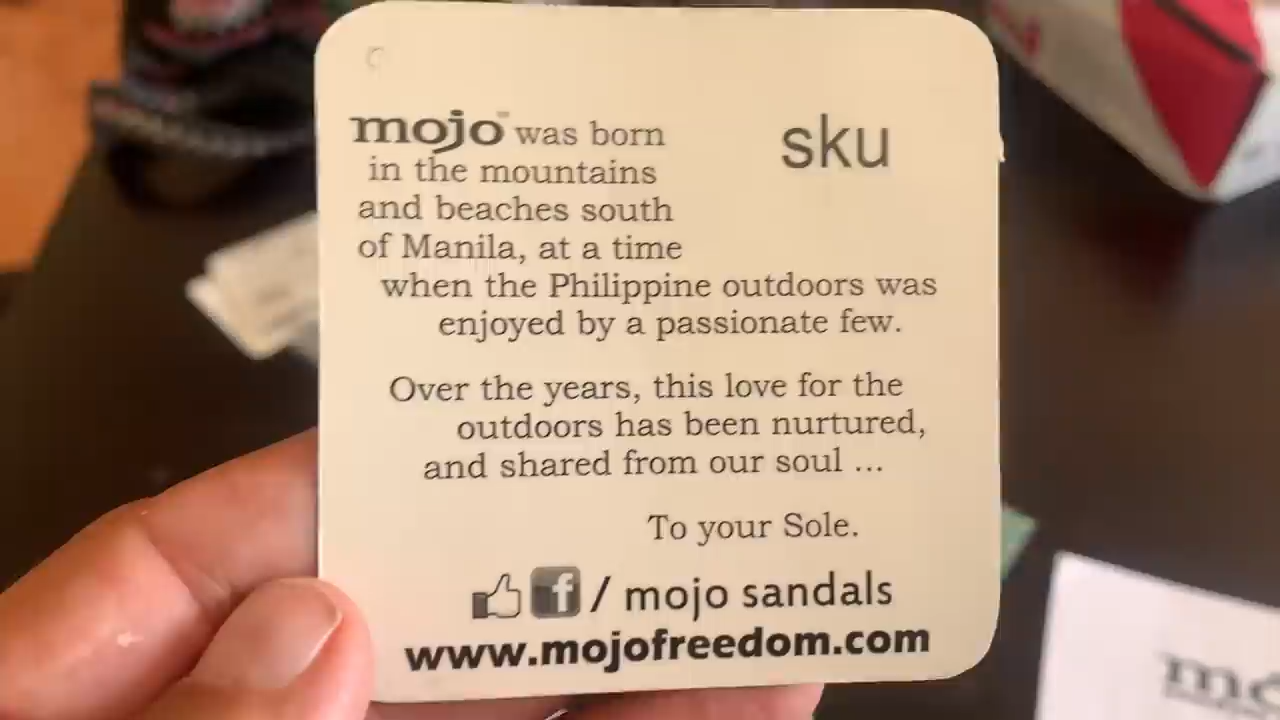 mojo™ was born
sku
in the mountains
and beaches south
of Manila, at a time
when the Philippine outdoors was
enjoyed by a passionate few.
Over the years, this love for the
outdoors has been nurtured,
and shared from our soul ...
To your Sole.
f / mojo sandals
www.mojofreedom.com